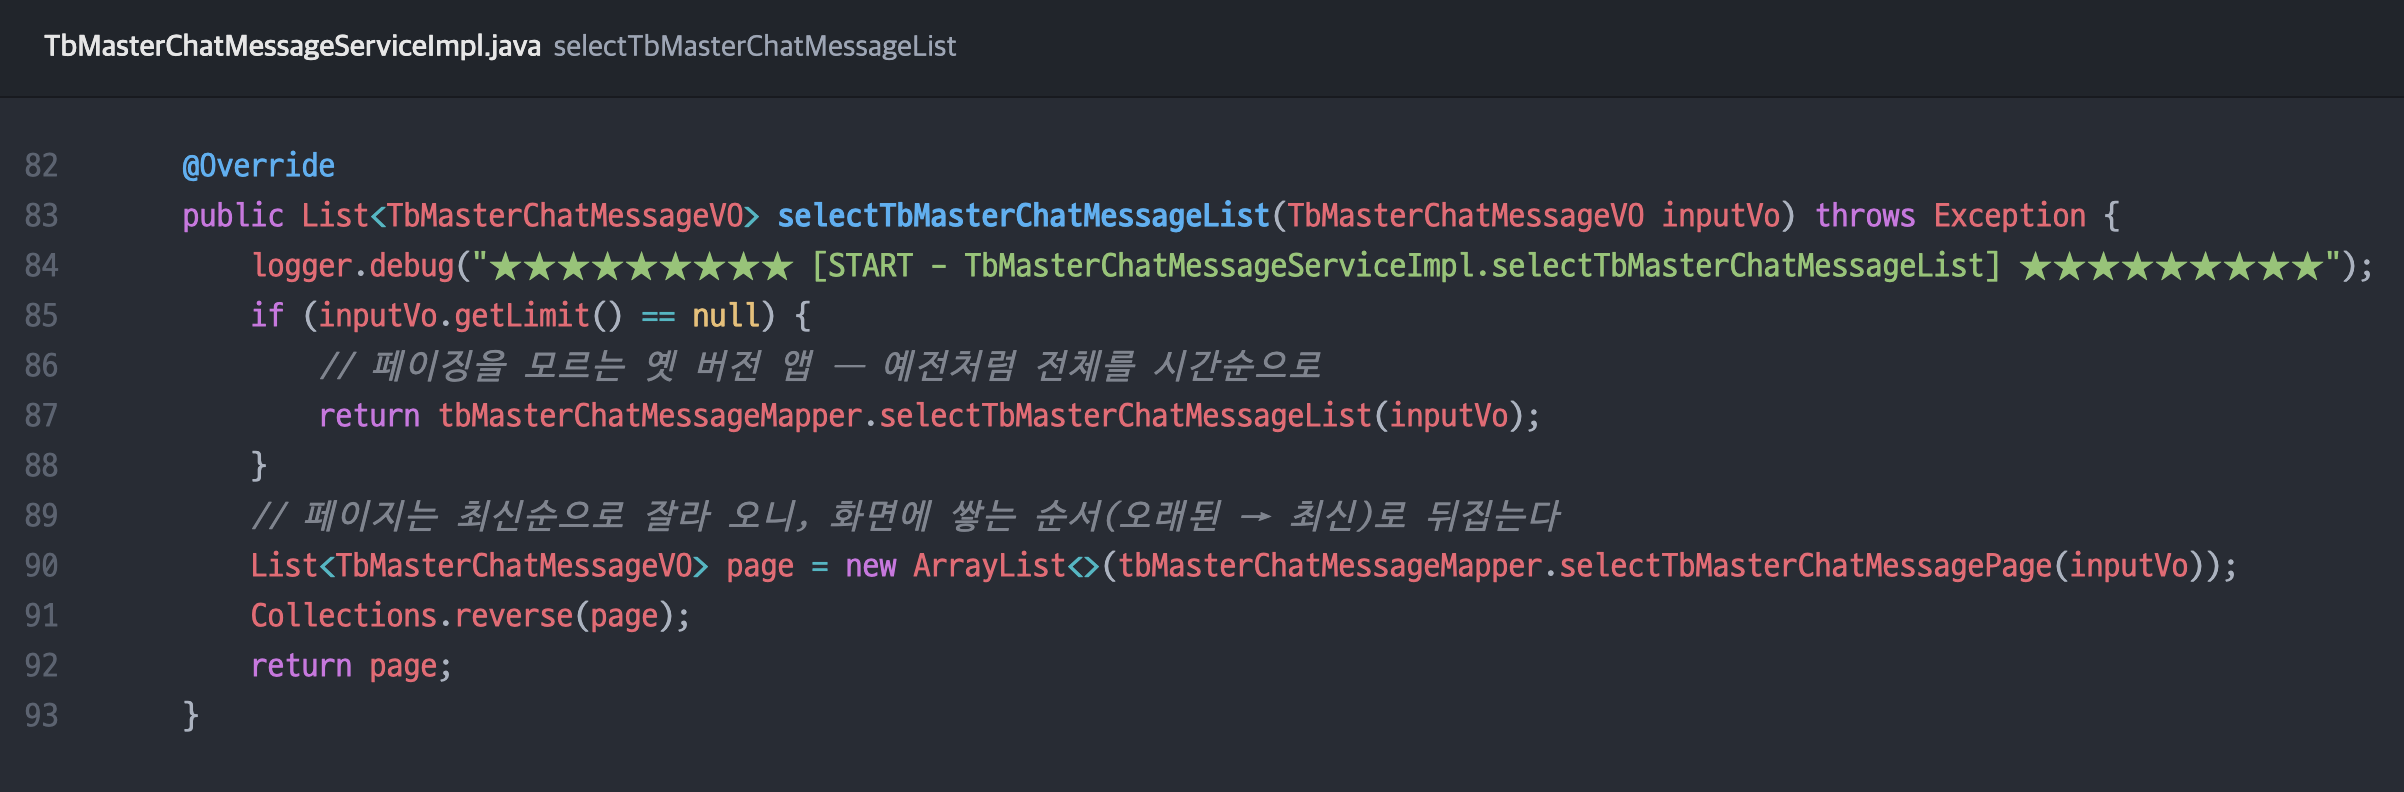 TbMasterChatMessageServiceImpl.java selectTbMasterChatMessageList
82 @Override
83 public List<TbMasterChatMessageVO> selectTbMasterChatMessageList(TbMasterChatMessageVO inputVo) throws Exception {
84 logger.debug("★★★★★★★★★ [START - TbMasterChatMessageServiceImpl.selectTbMasterChatMessageList] ★★★★★★★★★");
85 if (inputVo.getLimit() == null) {
86 // 페이징을 모르는 옛 버전 앱 — 예전처럼 전체를 시간순으로
87 return tbMasterChatMessageMapper.selectTbMasterChatMessageList(inputVo);
88 }
89 // 페이지는 최신순으로 잘라 오니, 화면에 쌓는 순서(오래된 → 최신)로 뒤집는다
90 List<TbMasterChatMessageVO> page = new ArrayList<>(tbMasterChatMessageMapper.selectTbMasterChatMessagePage(inputVo));
91 Collections.reverse(page);
92 return page;
93 }